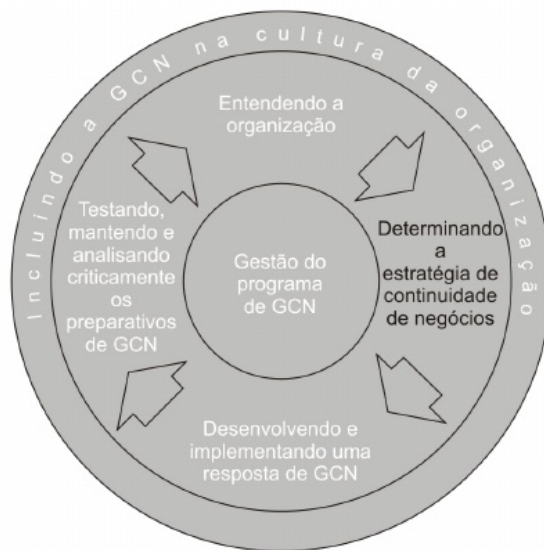 Incluindo a GCN na cultura da organização
Entendendo a
organização
Testando,
mantendo e
analisando
criticamente
os
preparativos
de GCN
Gestão do
programa
de GCN
Determinando
a
estratégia de
continuidade
de negócios
Desenvolvendo e
implementando uma
resposta de GCN